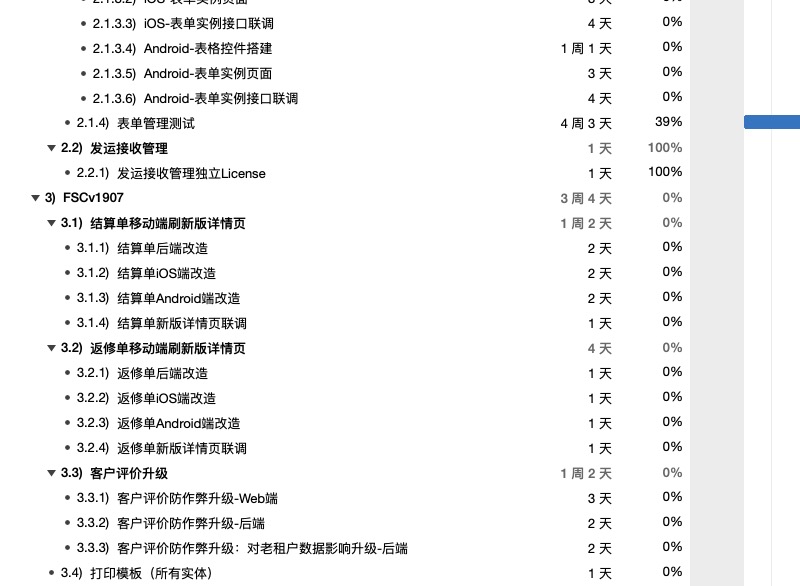 2.1.3.2) iOS-表单实例页面 3 天 0%
2.1.3.3) iOS-表单实例接口联调 4 天 0%
2.1.3.4) Android-表格控件搭建 1 周 1 天 0%
2.1.3.5) Android-表单实例页面 3 天 0%
2.1.3.6) Android-表单实例接口联调 4 天 0%
2.1.4) 表单管理测试 4 周 3 天 39%
2.2) 发运接收管理 1 天 100%
2.2.1) 发运接收管理独立License 1 天 100%
3) FSCv1907 3 周 4 天 0%
3.1) 结算单移动端刷新版详情页 1 周 2 天 0%
3.1.1) 结算单后端改造 2 天 0%
3.1.2) 结算单iOS端改造 2 天 0%
3.1.3) 结算单Android端改造 2 天 0%
3.1.4) 结算单新版详情页联调 1 天 0%
3.2) 返修单移动端刷新版详情页 4 天 0%
3.2.1) 返修单后端改造 1 天 0%
3.2.2) 返修单iOS端改造 1 天 0%
3.2.3) 返修单Android端改造 1 天 0%
3.2.4) 返修单新版详情页联调 1 天 0%
3.3) 客户评价升级 1 周 2 天 0%
3.3.1) 客户评价防作弊升级-Web端 3 天 0%
3.3.2) 客户评价防作弊升级-后端 2 天 0%
3.3.3) 客户评价防作弊升级：对老租户数据影响升级-后端 2 天 0%
3.4) 打印模板（所有实体） 1 天 0%